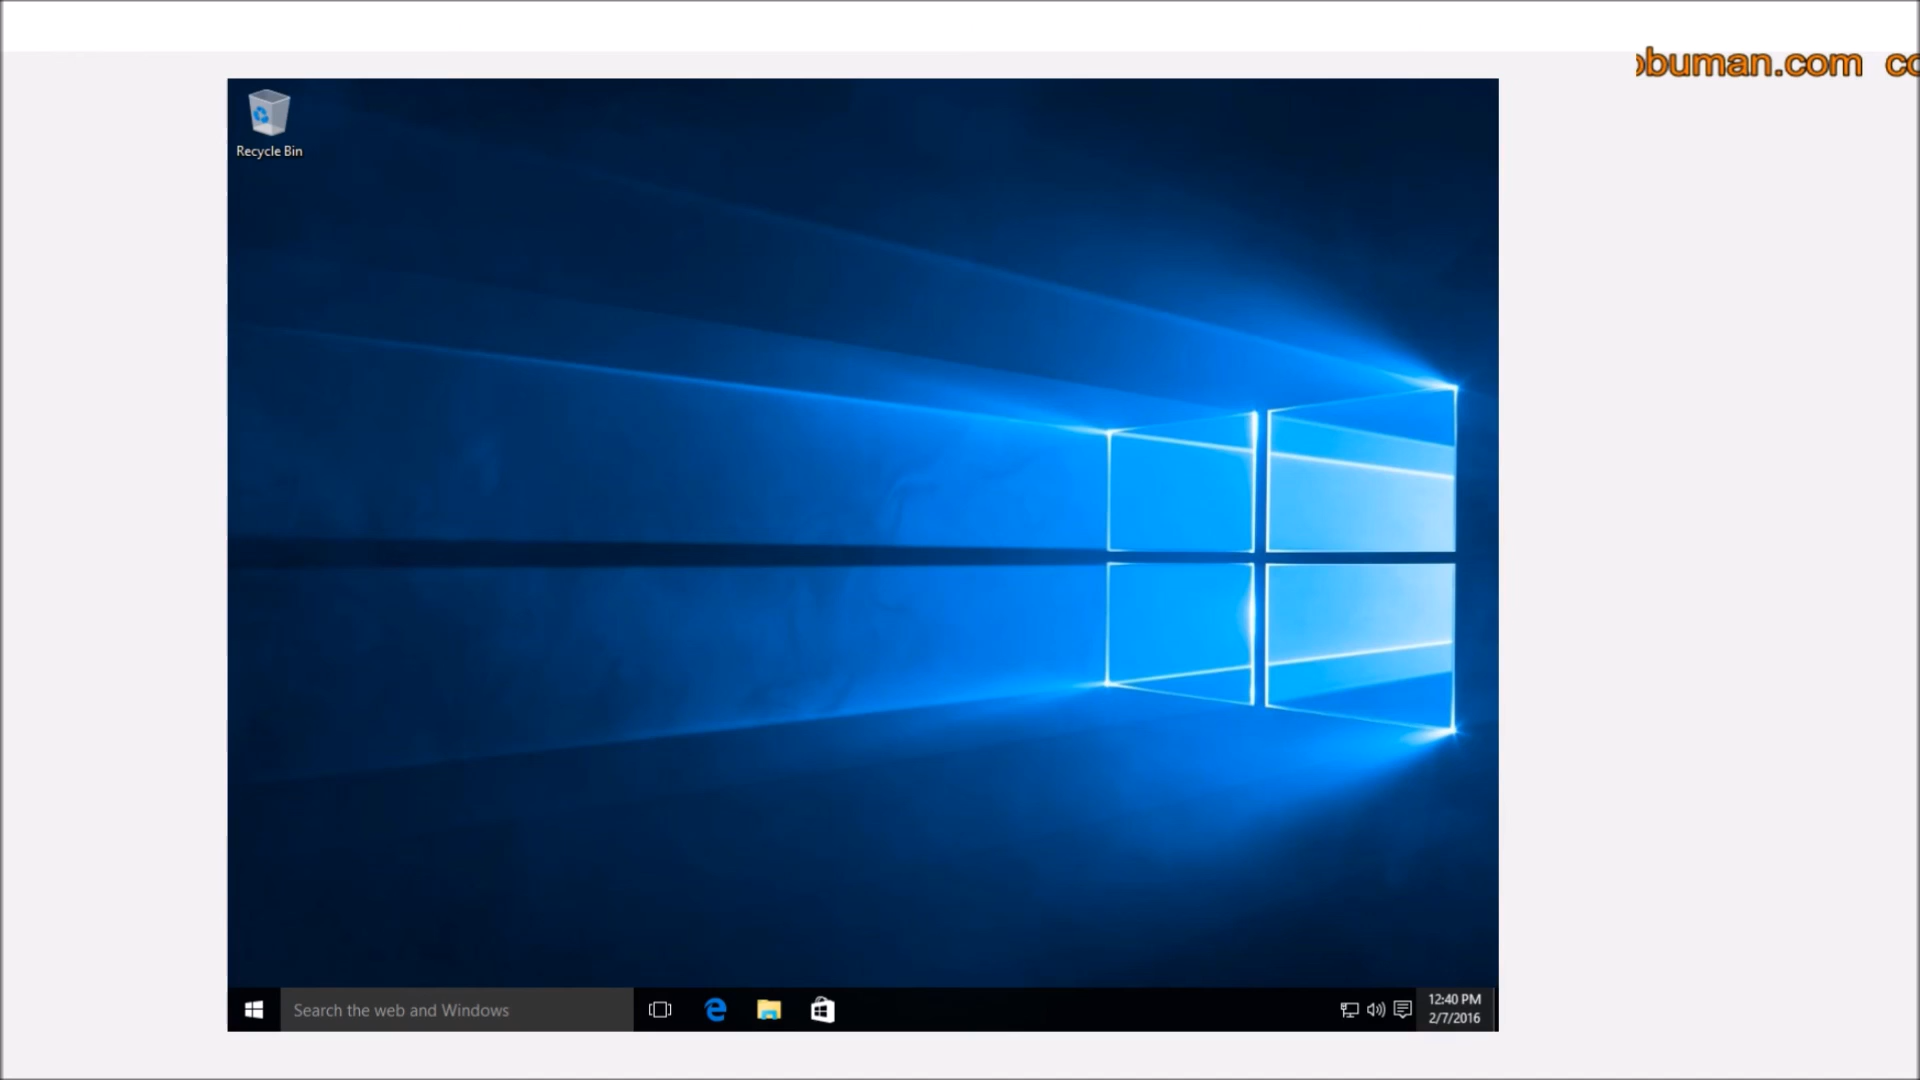 buman.com
Recycle Bin
Search the web and Windows
12:40 PM
2/7/2016